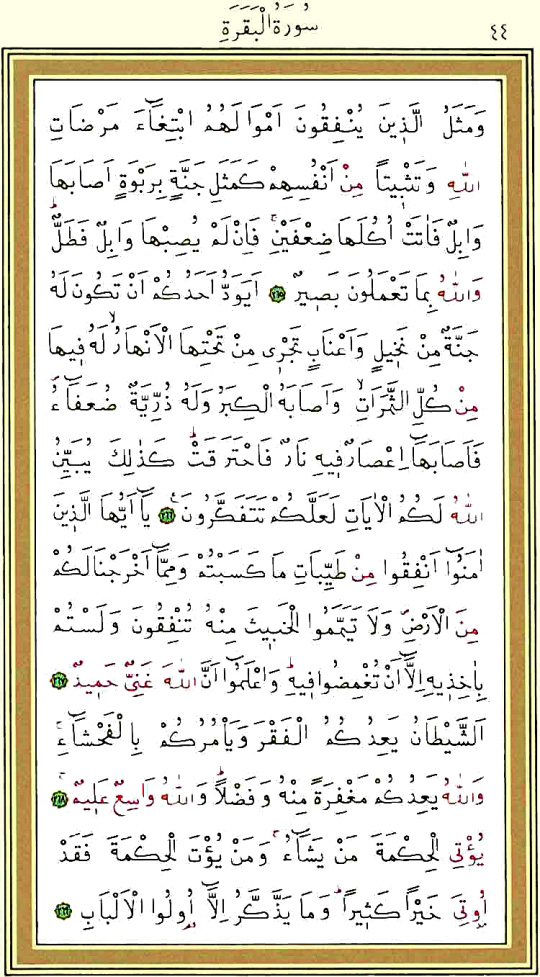 ٤٤ سُورَةُ الْبَقَرَةِ
وَمَثَلُ الَّذ۪ينَ يُنْفِقُونَ اَمْوَالَهُمُ ابْتِغَٓاءَ مَرْضَاتِ
اللّٰهِ وَتَثْب۪يتاً مِنْ اَنْفُسِهِمْ كَمَثَلِ جَنَّةٍ بِرَبْوَةٍ اَصَابَهَا
وَابِلٌ فَاٰتَتْ اُكُلَهَا ضِعْفَيْنِۚ فَاِنْ لَمْ يُصِبْهَا وَابِلٌ فَطَلٌّۜ
وَاللّٰهُ بِمَا تَعْمَلُونَ بَص۪يرٌ ﴿٢٦٥﴾ اَيَوَدُّ اَحَدُكُمْ اَنْ تَكُونَ لَهُ
جَنَّةٌ مِنْ نَخ۪يلٍ وَاَعْنَابٍ تَجْر۪ي مِنْ تَحْتِهَا الْاَنْهَارُۙ لَهُ ف۪يهَا
مِنْ كُلِّ الثَّمَرَاتِۙ وَاَصَابَهُ الْكِبَرُ وَلَهُ ذُرِّيَّةٌ ضُعَفَٓاءُۖ
فَاَصَابَهَٓا اِعْصَارٌ ف۪يهِ نَارٌ فَاحْتَرَقَتْۜ كَذٰلِكَ يُبَيِّنُ
اللّٰهُ لَكُمُ الْاٰيَاتِ لَعَلَّكُمْ تَتَفَكَّرُونَ۟ ﴿٢٦٦﴾ يَٓا اَيُّهَا الَّذ۪ينَ
اٰمَنُٓوا اَنْفِقُوا مِنْ طَيِّبَاتِ مَا كَسَبْتُمْ وَمِمَّٓا اَخْرَجْنَا لَكُمْ
مِنَ الْاَرْضِۖ وَلَا تَيَمَّمُوا الْخَب۪يثَ مِنْهُ تُنْفِقُونَ وَلَسْتُمْ
بِاٰخِذ۪يهِ اِلَّٓا اَنْ تُغْمِضُوا ف۪يهِۜ وَاعْلَمُٓوا اَنَّ اللّٰهَ غَنِيٌّ حَم۪يدٌ ﴿٢٦٧﴾
اَلشَّيْطَانُ يَعِدُكُمُ الْفَقْرَ وَيَأْمُرُكُمْ بِالْفَحْشَٓاءِۚ
وَاللّٰهُ يَعِدُكُمْ مَغْفِرَةً مِنْهُ وَفَضْلاًۜ وَاللّٰهُ وَاسِعٌ عَل۪يمٌۚ ﴿٢٦٨﴾
يُؤْتِي الْحِكْمَةَ مَنْ يَشَٓاءُۚ وَمَنْ يُؤْتَ الْحِكْمَةَ فَقَدْ
اُو۫تِيَ خَيْراً كَث۪يراًۜ وَمَا يَذَّكَّرُ اِلَّٓا اُو۬لُوا الْاَلْبَابِ ﴿٢٦٩﴾